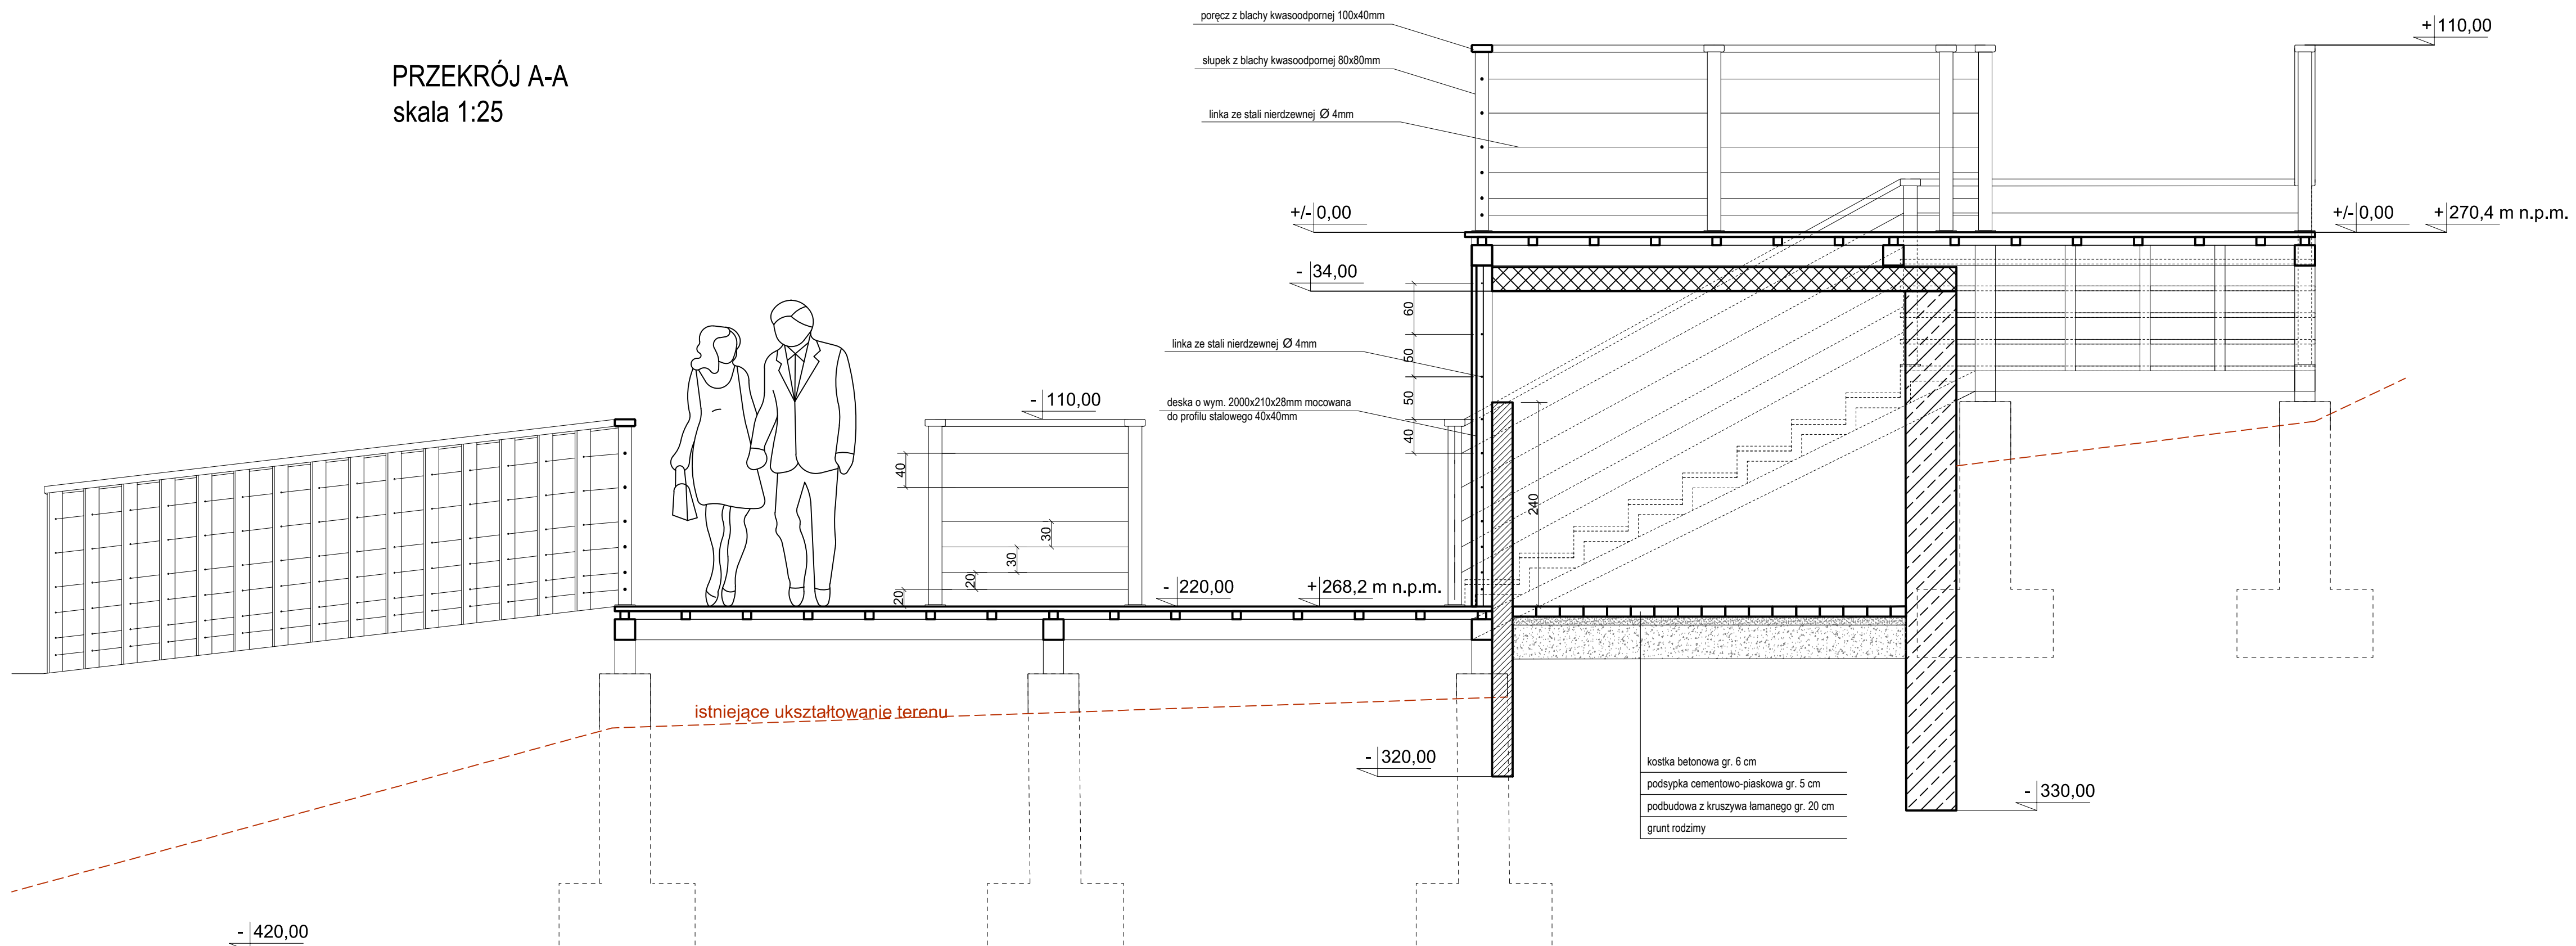 PRZEKRÓJ A-A
skala 1:25
poręcz z blachy kwasoodpornej 100x40mm
słupek z blachy kwasoodpornej 80x80mm
linka ze stali nierdzewnej Ø 4mm
+ 110,00
+/- 0,00
+/- 0,00
+ 270,4 m n.p.m.
- 34,00
60
50
50
40
linka ze stali nierdzewnej Ø 4mm
deska o wym. 2000x210x28mm mocowana
do profilu stalowego 40x40mm
- 110,00
40
30
30
20
20
240
- 220,00
+ 268,2 m n.p.m.
istniejące ukształtowanie terenu
- 320,00
kostka betonowa gr. 6 cm
podsypka cementowo-piaskowa gr. 5 cm
podbudowa z kruszywa łamanego gr. 20 cm
grunt rodzimy
- 330,00
- 420,00